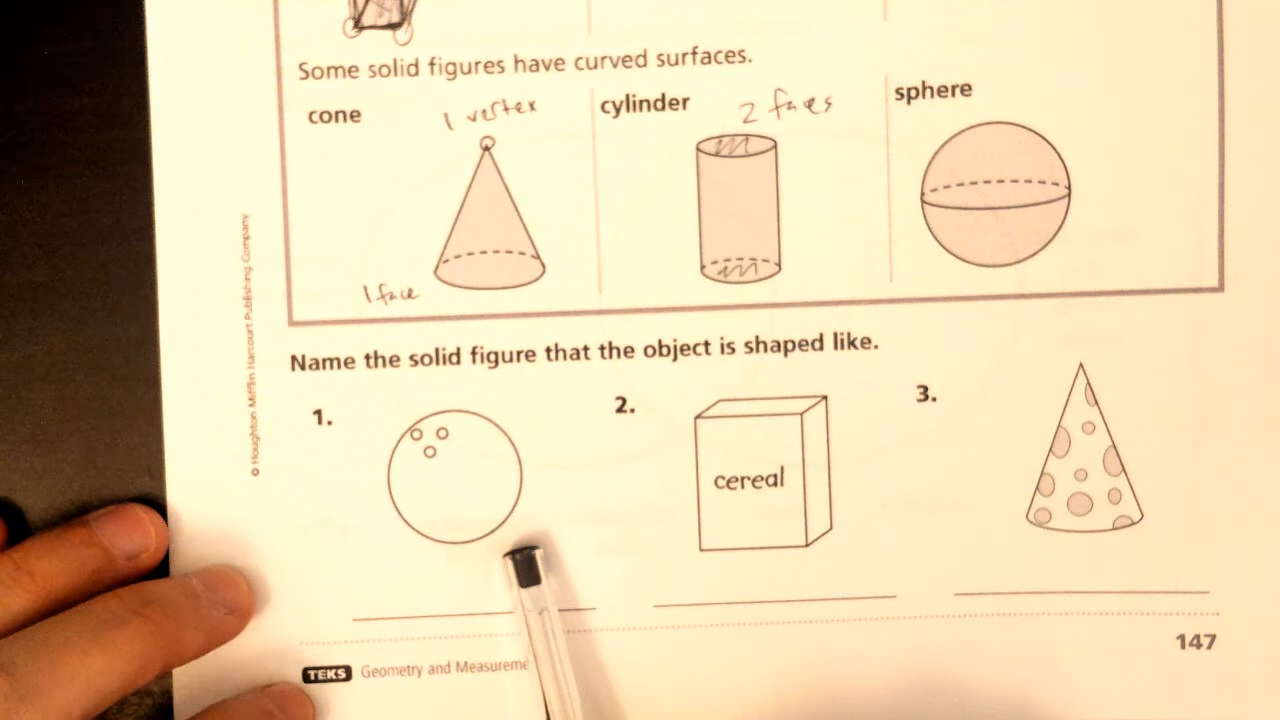 Some solid figures have curved surfaces.
cone
1 vertex
cylinder
2 faces
sphere
1 face
Name the solid figure that the object is shaped like.
1.
2.
cereal
3.
© Houghton Mifflin Harcourt Publishing Company
147
TEKS Geometry and Measureme